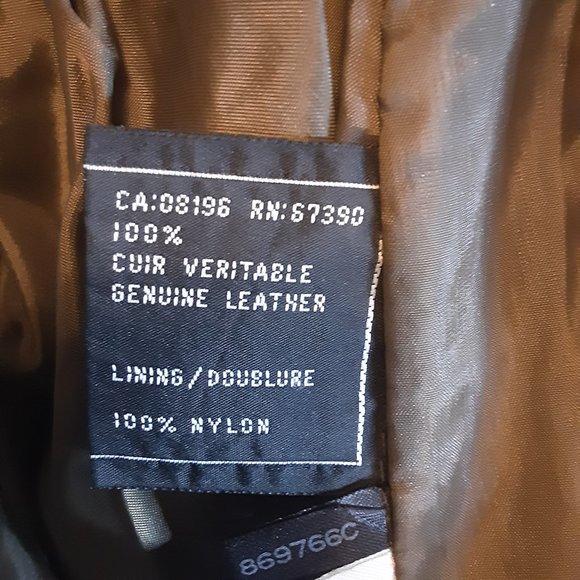 CA:08196 RN:67390
100%
CUIR VERITABLE
GENUINE LEATHER
LINING/DOUBLURE
100% NYLON
869766C